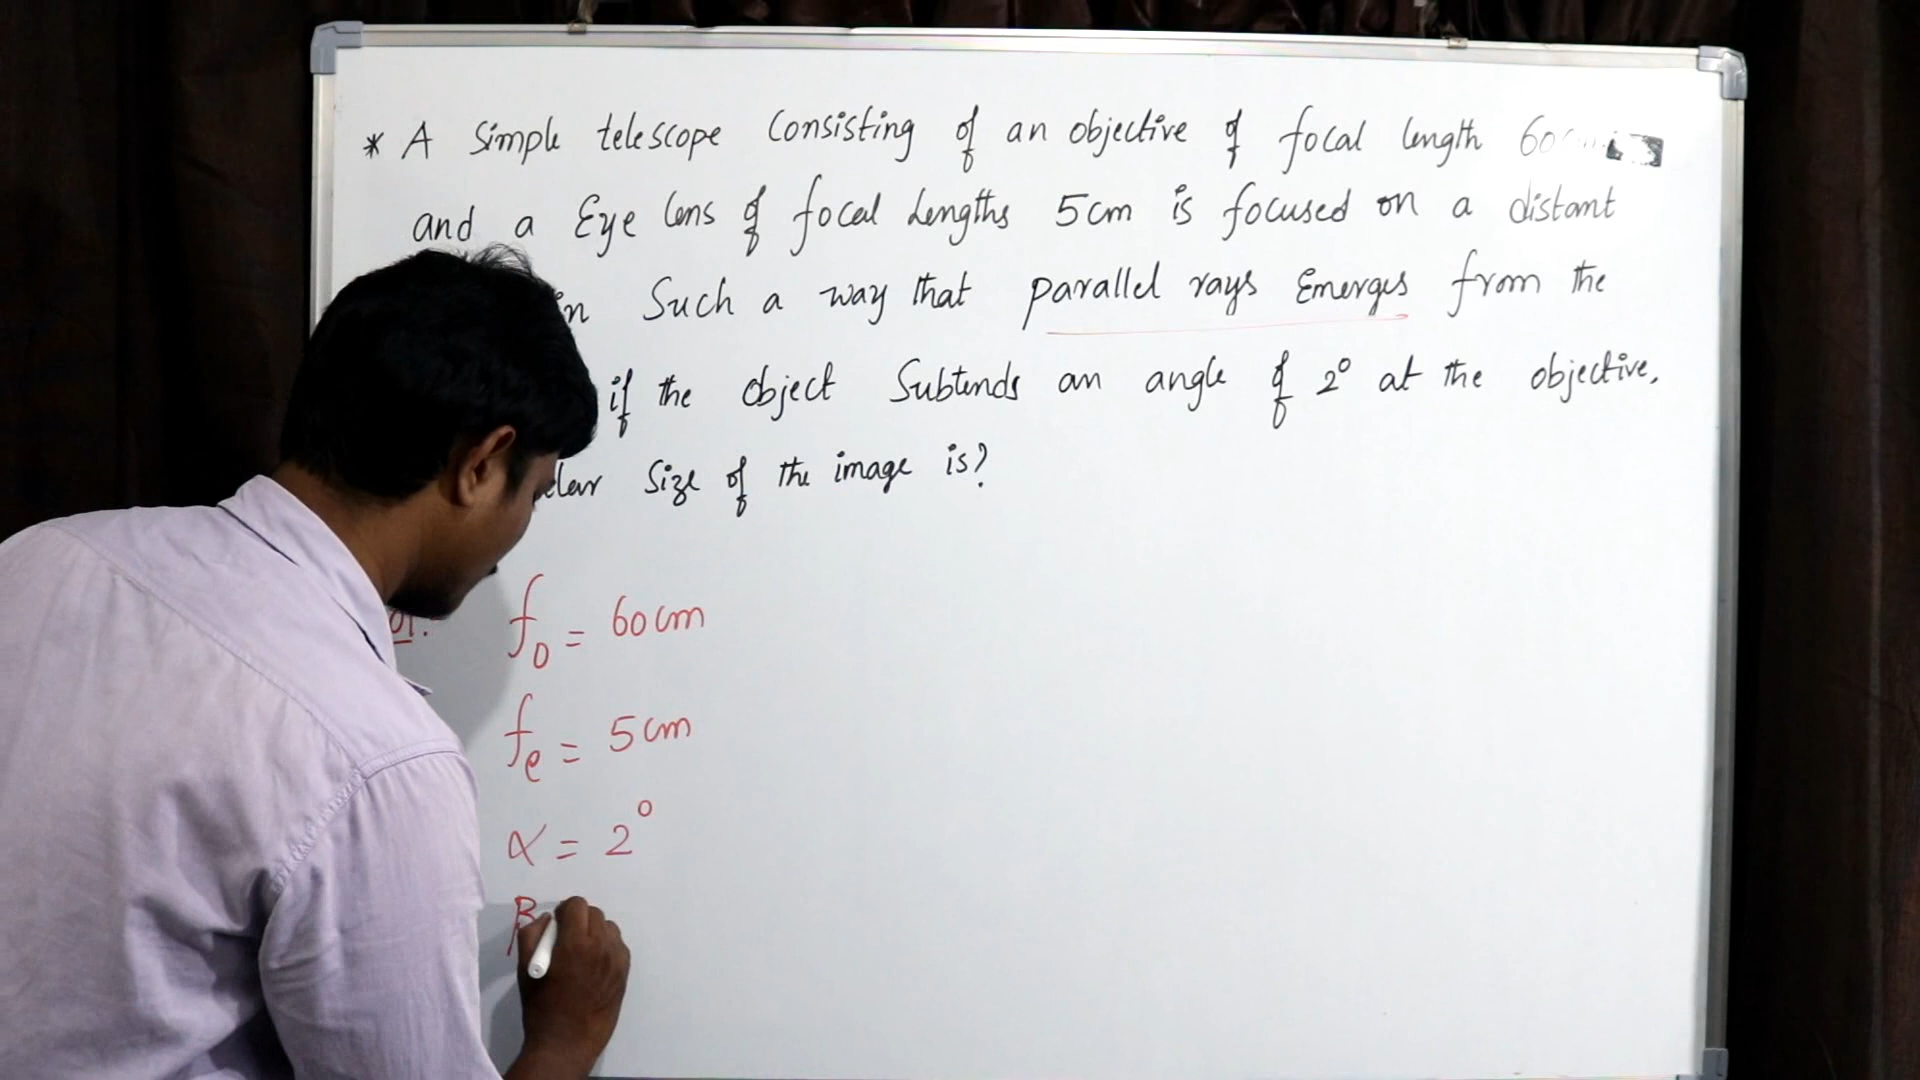 * A Simple telescope Consisting of an objective of focal length 60
and a Eye lens of focal Lengths 5cm is focused on a distant
in Such a way that parallel rays Emerges from the
if the object Subtends an angle of 2° at the objective,
Size of the image is?
f₀ = 60cm
fₑ = 5cm
α = 2°
β